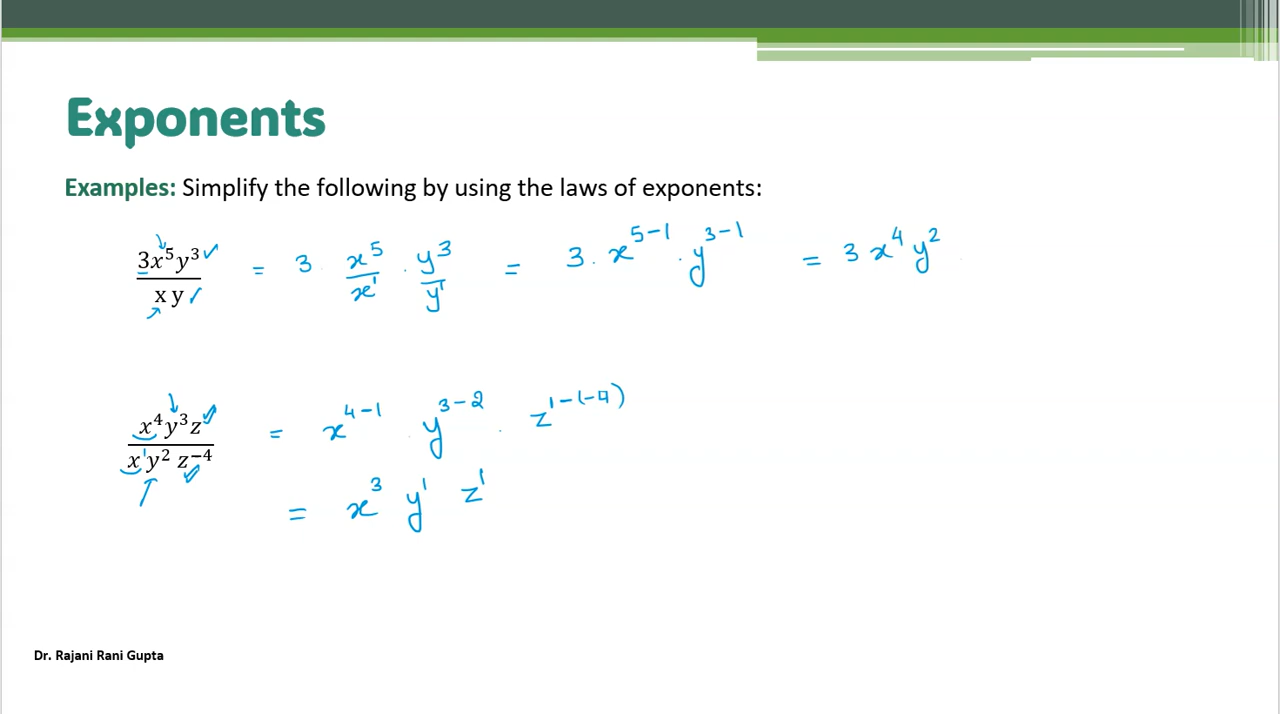 Exponents
Examples: Simplify the following by using the laws of exponents:
3x⁵y³ / x y = 3 · x⁵/x¹ · y³/y¹ = 3 · x⁵⁻¹ · y³⁻¹ = 3 x⁴ y²
x⁴y³z / x¹y² z⁻⁴ = x⁴⁻¹ · y³⁻² · z¹⁻⁽⁻⁴⁾
= x³ y¹ z¹
Dr. Rajani Rani Gupta